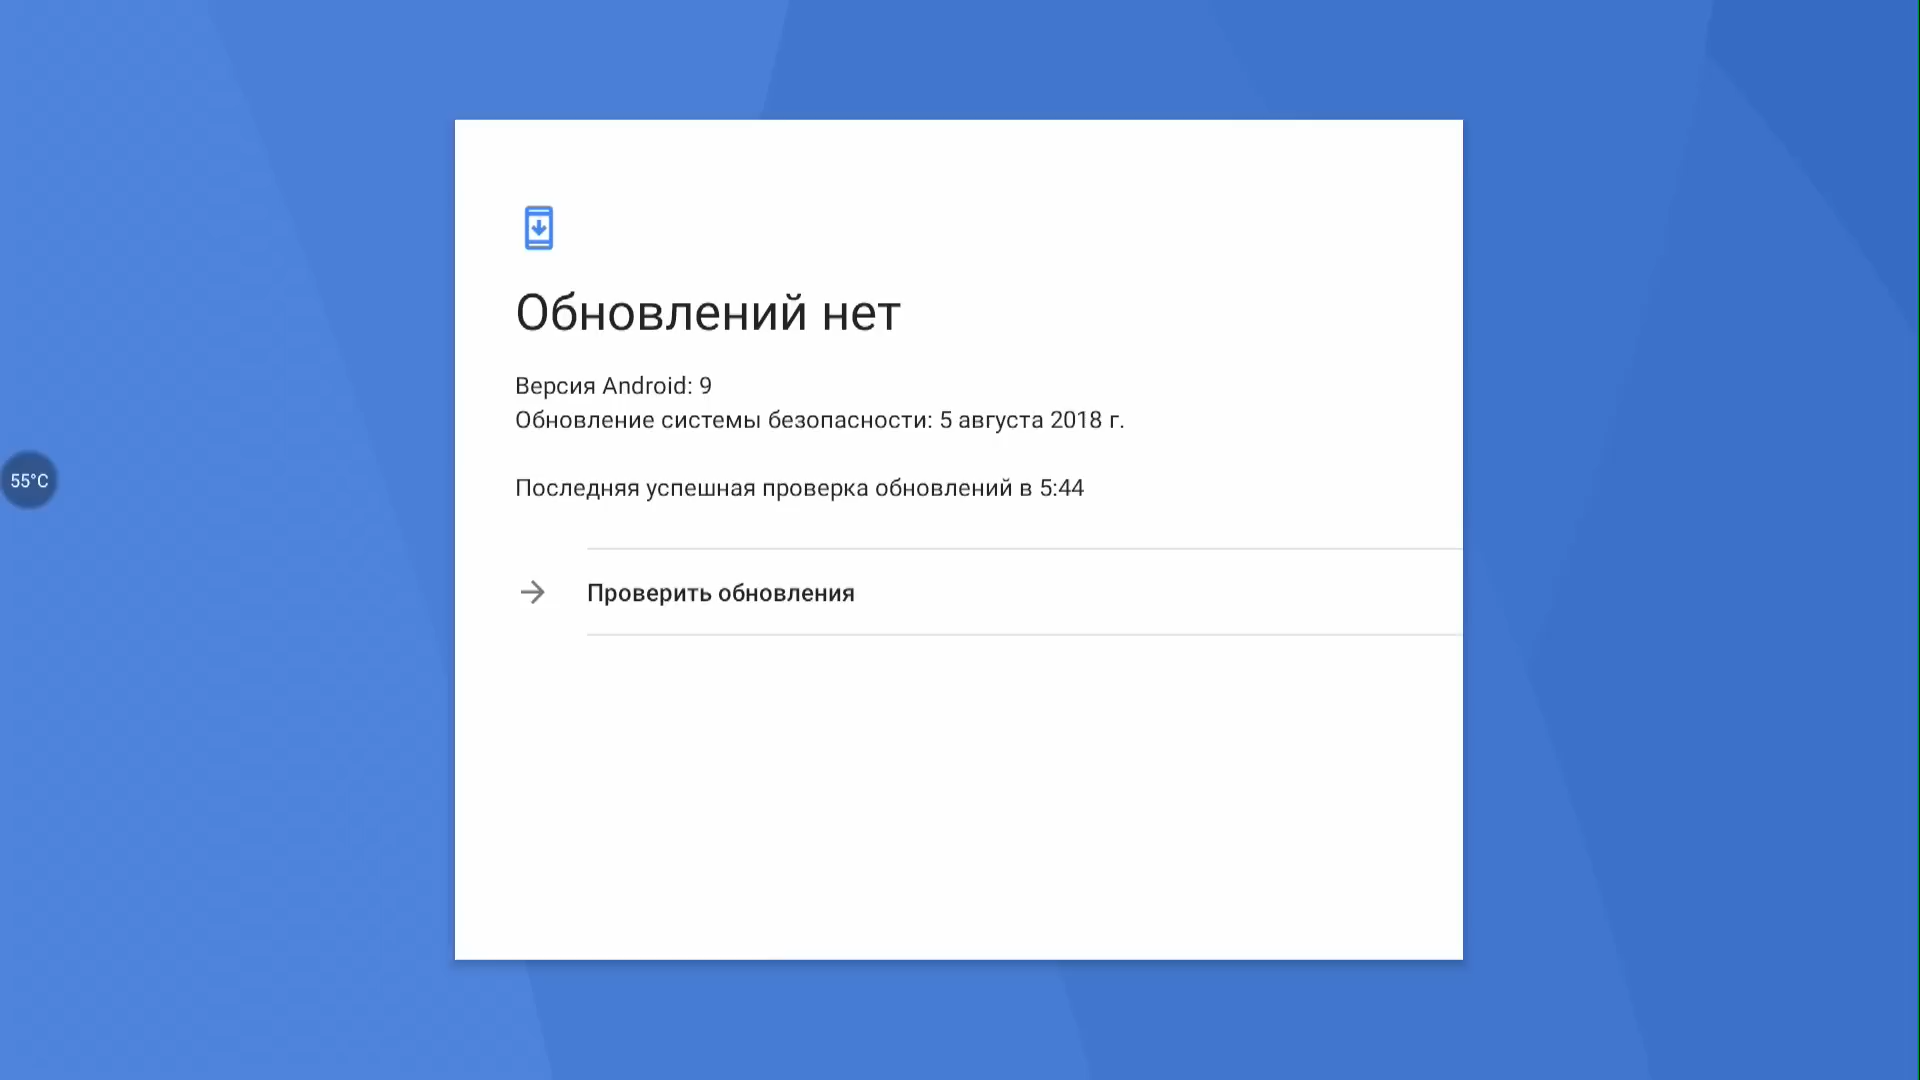 Обновлений нет
Версия Android: 9
Обновление системы безопасности: 5 августа 2018 г.
Последняя успешная проверка обновлений в 5:44
55°C
Проверить обновления